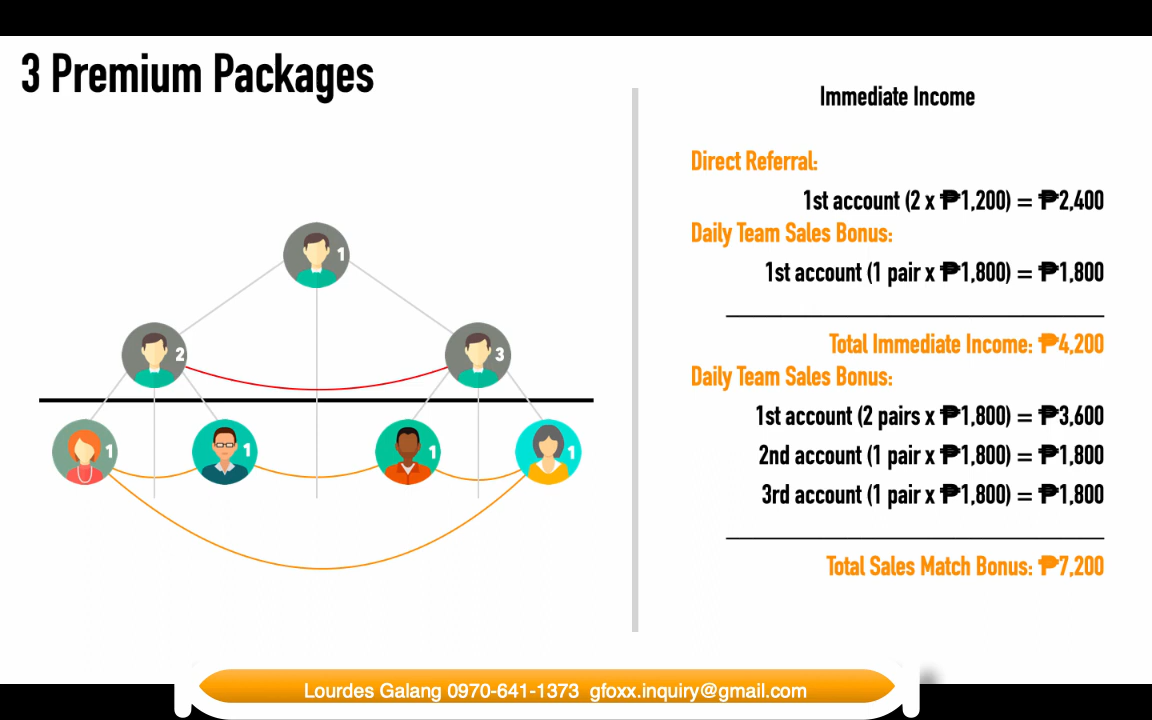 3 Premium Packages
1
2
3
1
1
1
1
Immediate Income
Direct Referral:
1st account (2 x ₱1,200) = ₱2,400
Daily Team Sales Bonus:
1st account (1 pair x ₱1,800) = ₱1,800
Total Immediate Income: ₱4,200
Daily Team Sales Bonus:
1st account (2 pairs x ₱1,800) = ₱3,600
2nd account (1 pair x ₱1,800) = ₱1,800
3rd account (1 pair x ₱1,800) = ₱1,800
Total Sales Match Bonus: ₱7,200
Lourdes Galang 0970-641-1373 gfoxx.inquiry@gmail.com